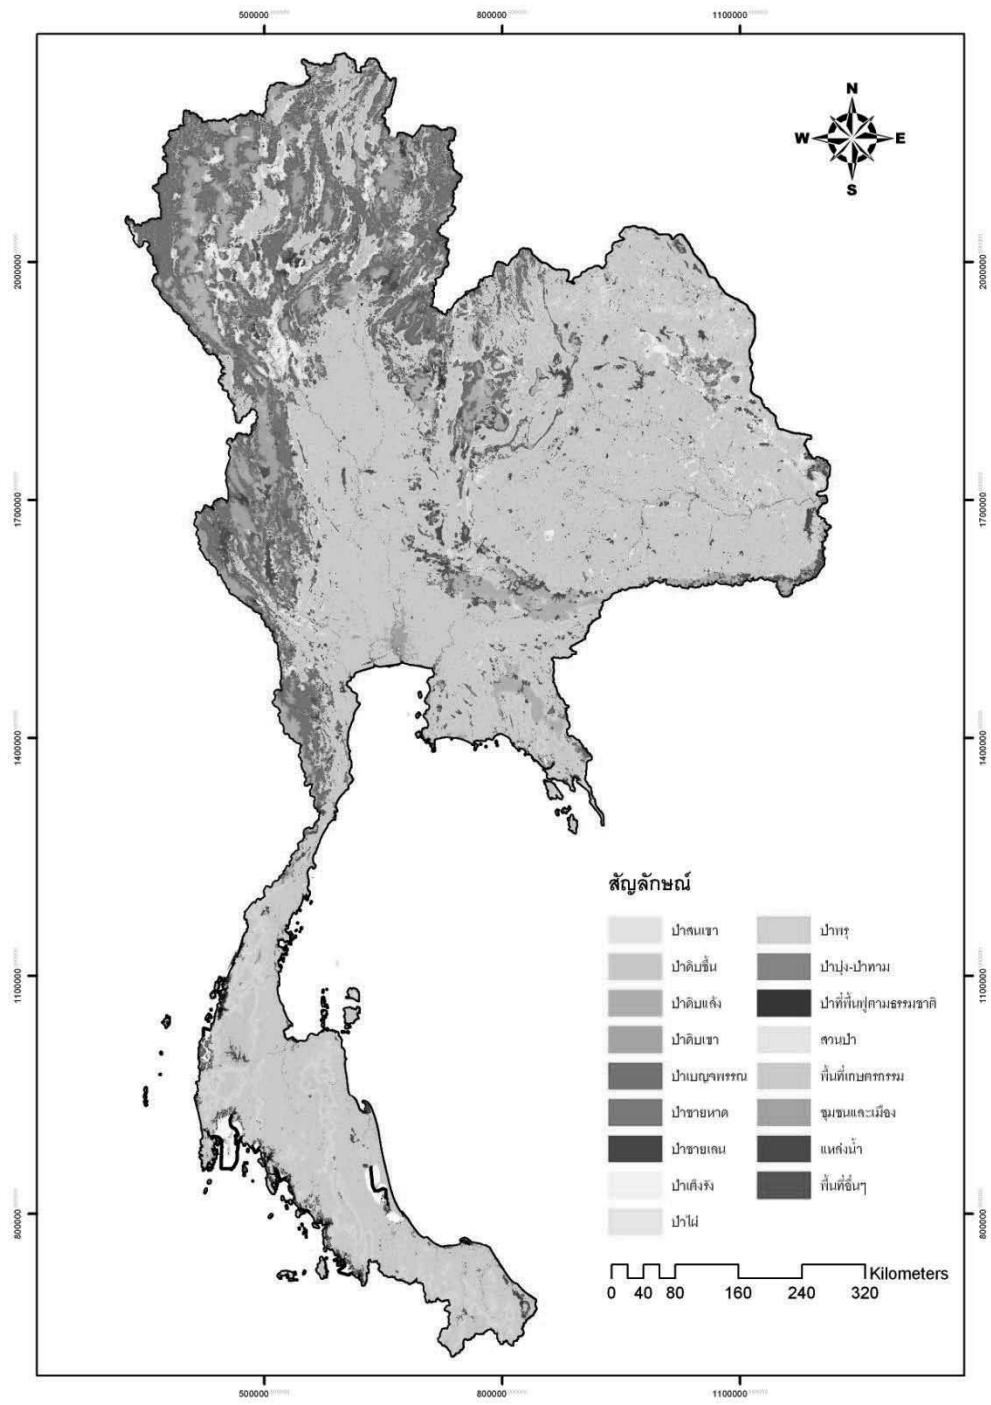 500000 800000 1100000
N
W E
S
2000000 2000000
1700000 1700000
1400000 1400000
1100000 1100000
800000 800000
สัญลักษณ์
ป่าสนเขา
ป่าดิบชื้น
ป่าดิบแล้ง
ป่าดิบเขา
ป่าเบญจพรรณ
ป่าชายหาด
ป่าชายเลน
ป่าเต็งรัง
ป่าไผ่
ป่าพรุ
ป่าบุ่ง-ป่าทาม
ป่าที่ฟื้นฟูตามธรรมชาติ
สวนป่า
พื้นที่เกษตรกรรม
ชุมชนและเมือง
แหล่งน้ำ
พื้นที่อื่นๆ
Kilometers
0 40 80 160 240 320
500000 800000 1100000